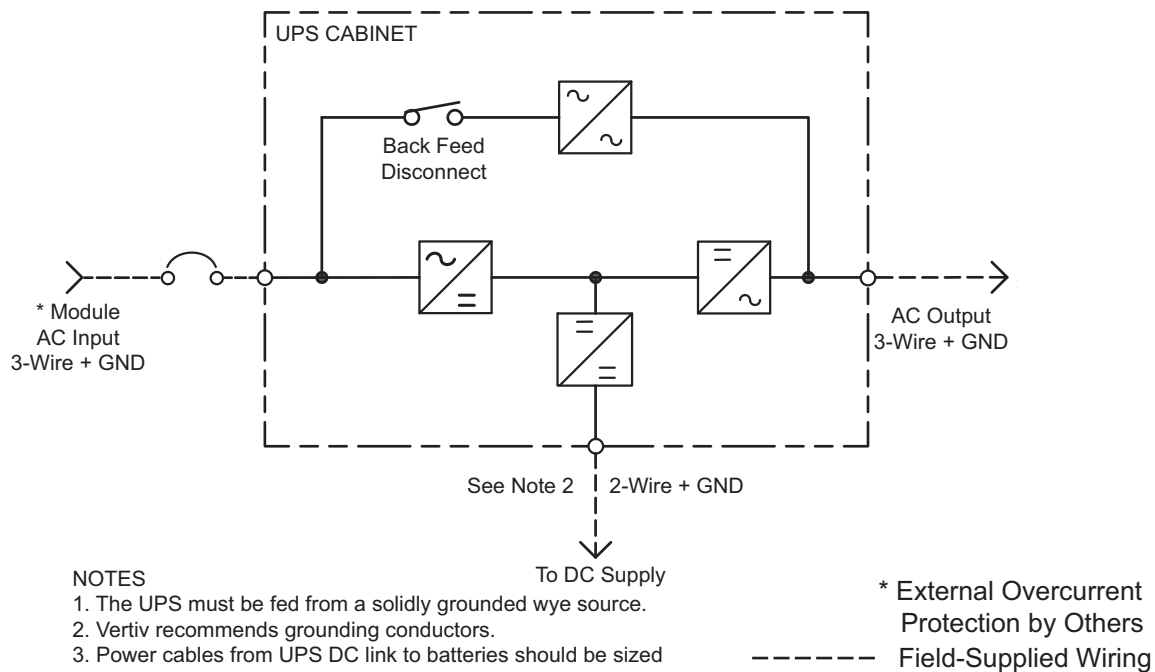 UPS CABINET
Back Feed
Disconnect
* Module
AC Input
3-Wire + GND
AC Output
3-Wire + GND
See Note 2
2-Wire + GND
To DC Supply
NOTES
1. The UPS must be fed from a solidly grounded wye source.
2. Vertiv recommends grounding conductors.
3. Power cables from UPS DC link to batteries should be sized
* External Overcurrent
Protection by Others
Field-Supplied Wiring